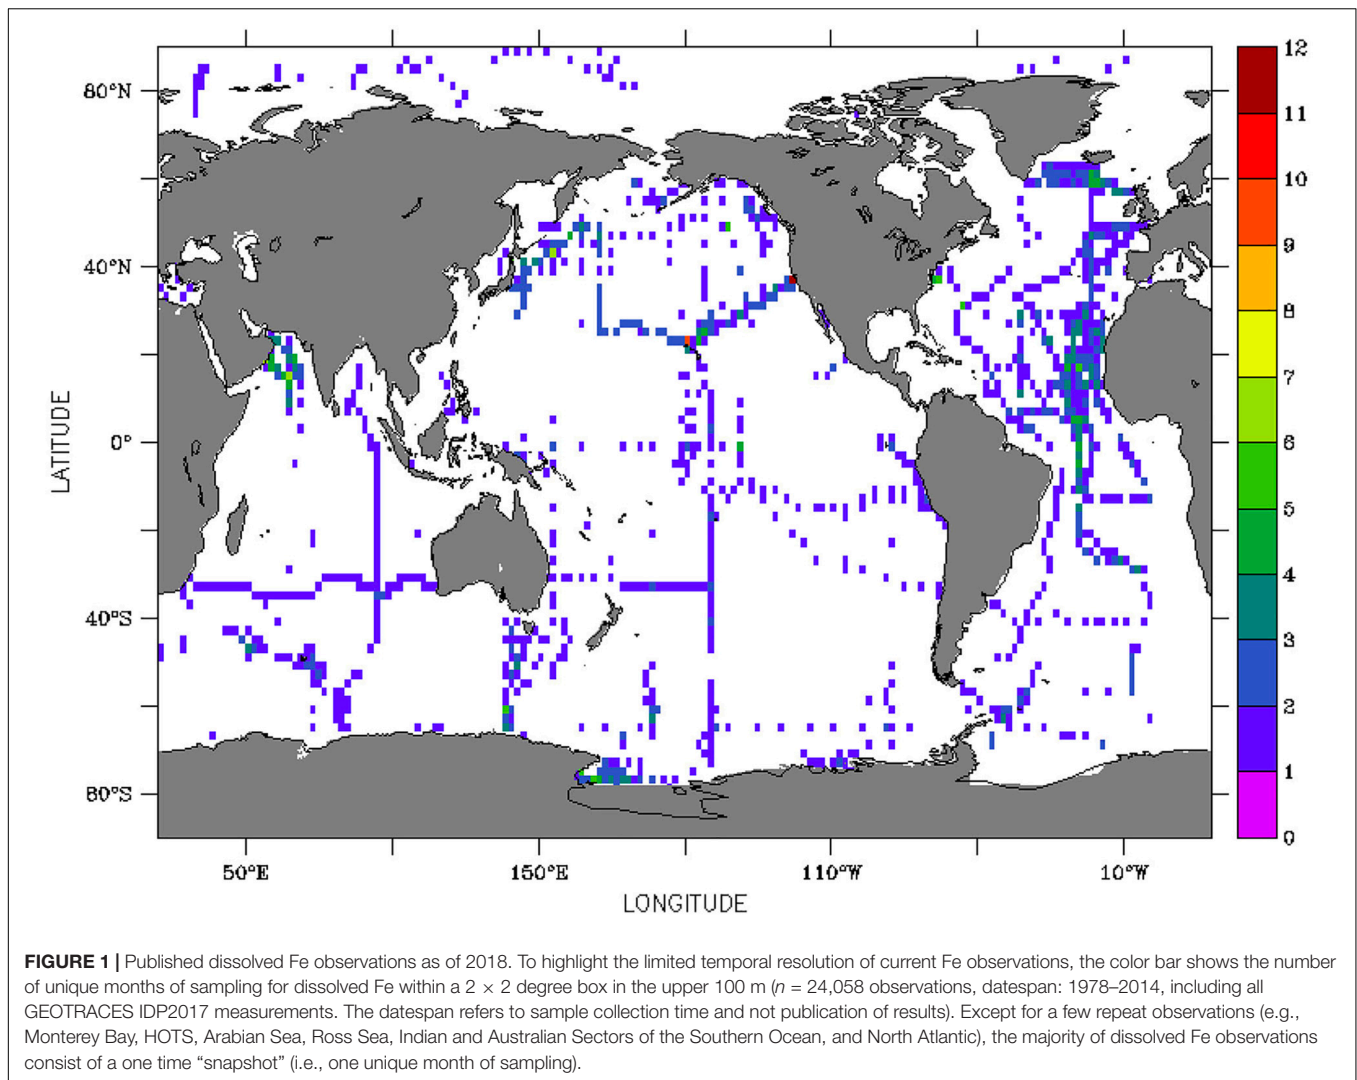 80°N
40°N
0°
40°S
80°S
LATITUDE
50°E
150°E
110°W
10°W
LONGITUDE
12
11
10
9
8
7
6
5
4
3
2
1
0
FIGURE 1 | Published dissolved Fe observations as of 2018. To highlight the limited temporal resolution of current Fe observations, the color bar shows the number
of unique months of sampling for dissolved Fe within a 2 × 2 degree box in the upper 100 m (n = 24,058 observations, datespan: 1978–2014, including all
GEOTRACES IDP2017 measurements. The datespan refers to sample collection time and not publication of results). Except for a few repeat observations (e.g.,
Monterey Bay, HOTS, Arabian Sea, Ross Sea, Indian and Australian Sectors of the Southern Ocean, and North Atlantic), the majority of dissolved Fe observations
consist of a one time “snapshot” (i.e., one unique month of sampling).